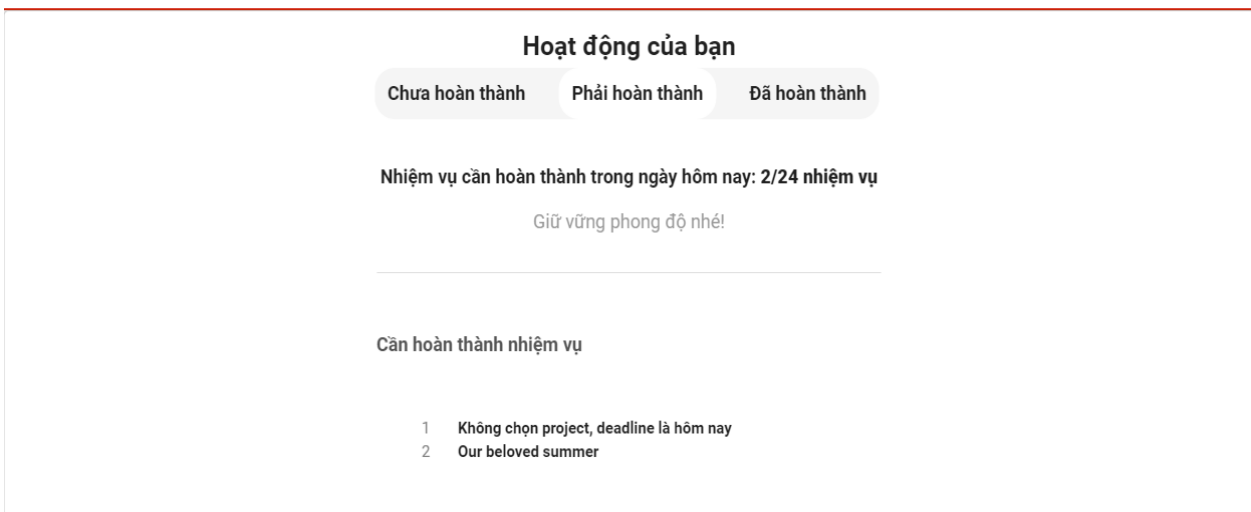 Hoạt động của bạn
Chưa hoàn thành Phải hoàn thành Đã hoàn thành
Nhiệm vụ cần hoàn thành trong ngày hôm nay: 2/24 nhiệm vụ
Giữ vững phong độ nhé!
Cần hoàn thành nhiệm vụ
1 Không chọn project, deadline là hôm nay
2 Our beloved summer